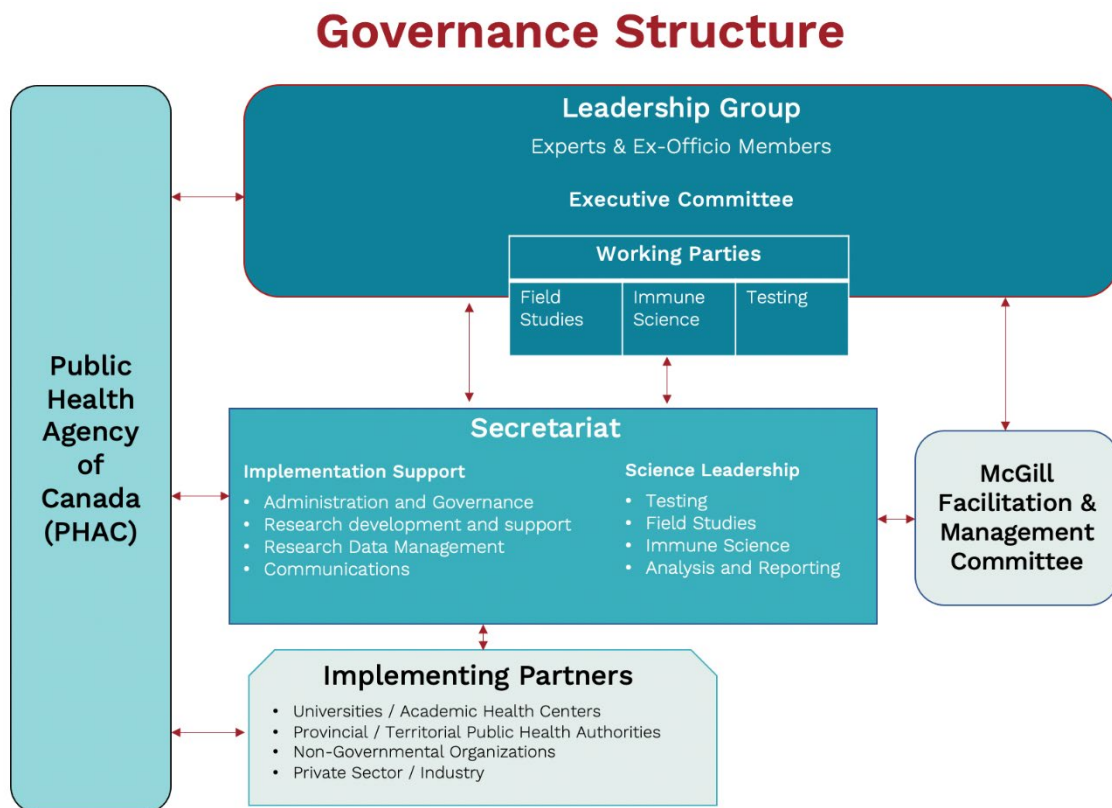 Governance Structure
Leadership Group
Experts & Ex-Officio Members
Executive Committee
Working Parties
Field
Studies
Immune
Science
Testing
Public
Health
Agency
of
Canada
(PHAC)
Secretariat
Implementation Support
• Administration and Governance
• Research development and support
• Research Data Management
• Communications
Science Leadership
• Testing
• Field Studies
• Immune Science
• Analysis and Reporting
McGill
Facilitation &
Management
Committee
Implementing Partners
• Universities / Academic Health Centers
• Provincial / Territorial Public Health Authorities
• Non-Governmental Organizations
• Private Sector / Industry